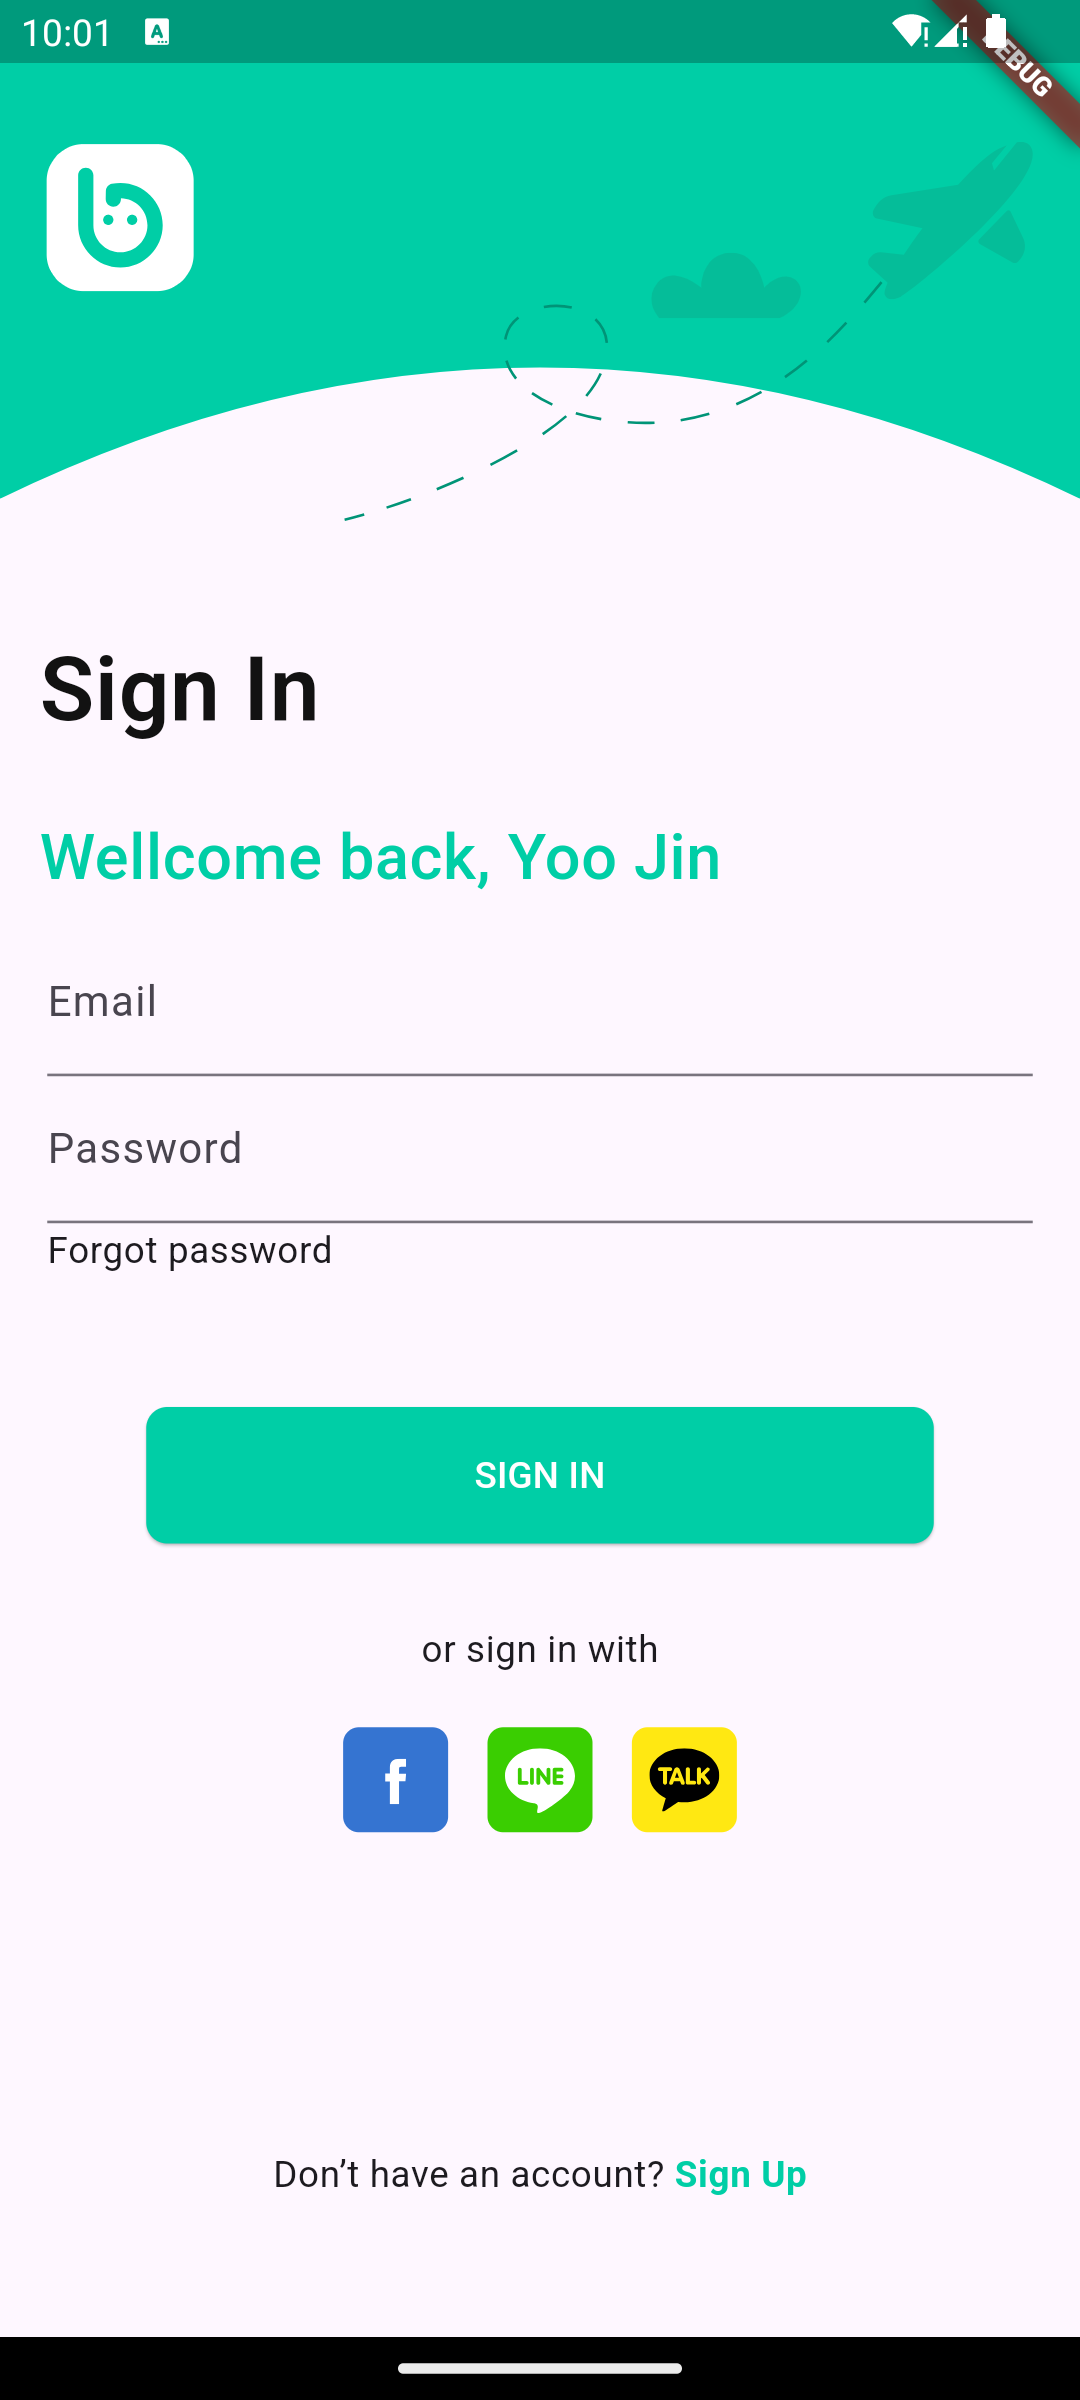 10:01
DEBUG
Sign In
Wellcome back, Yoo Jin
Email
Password
Forgot password
SIGN IN
or sign in with
f
LINE
TALK
Don’t have an account? Sign Up